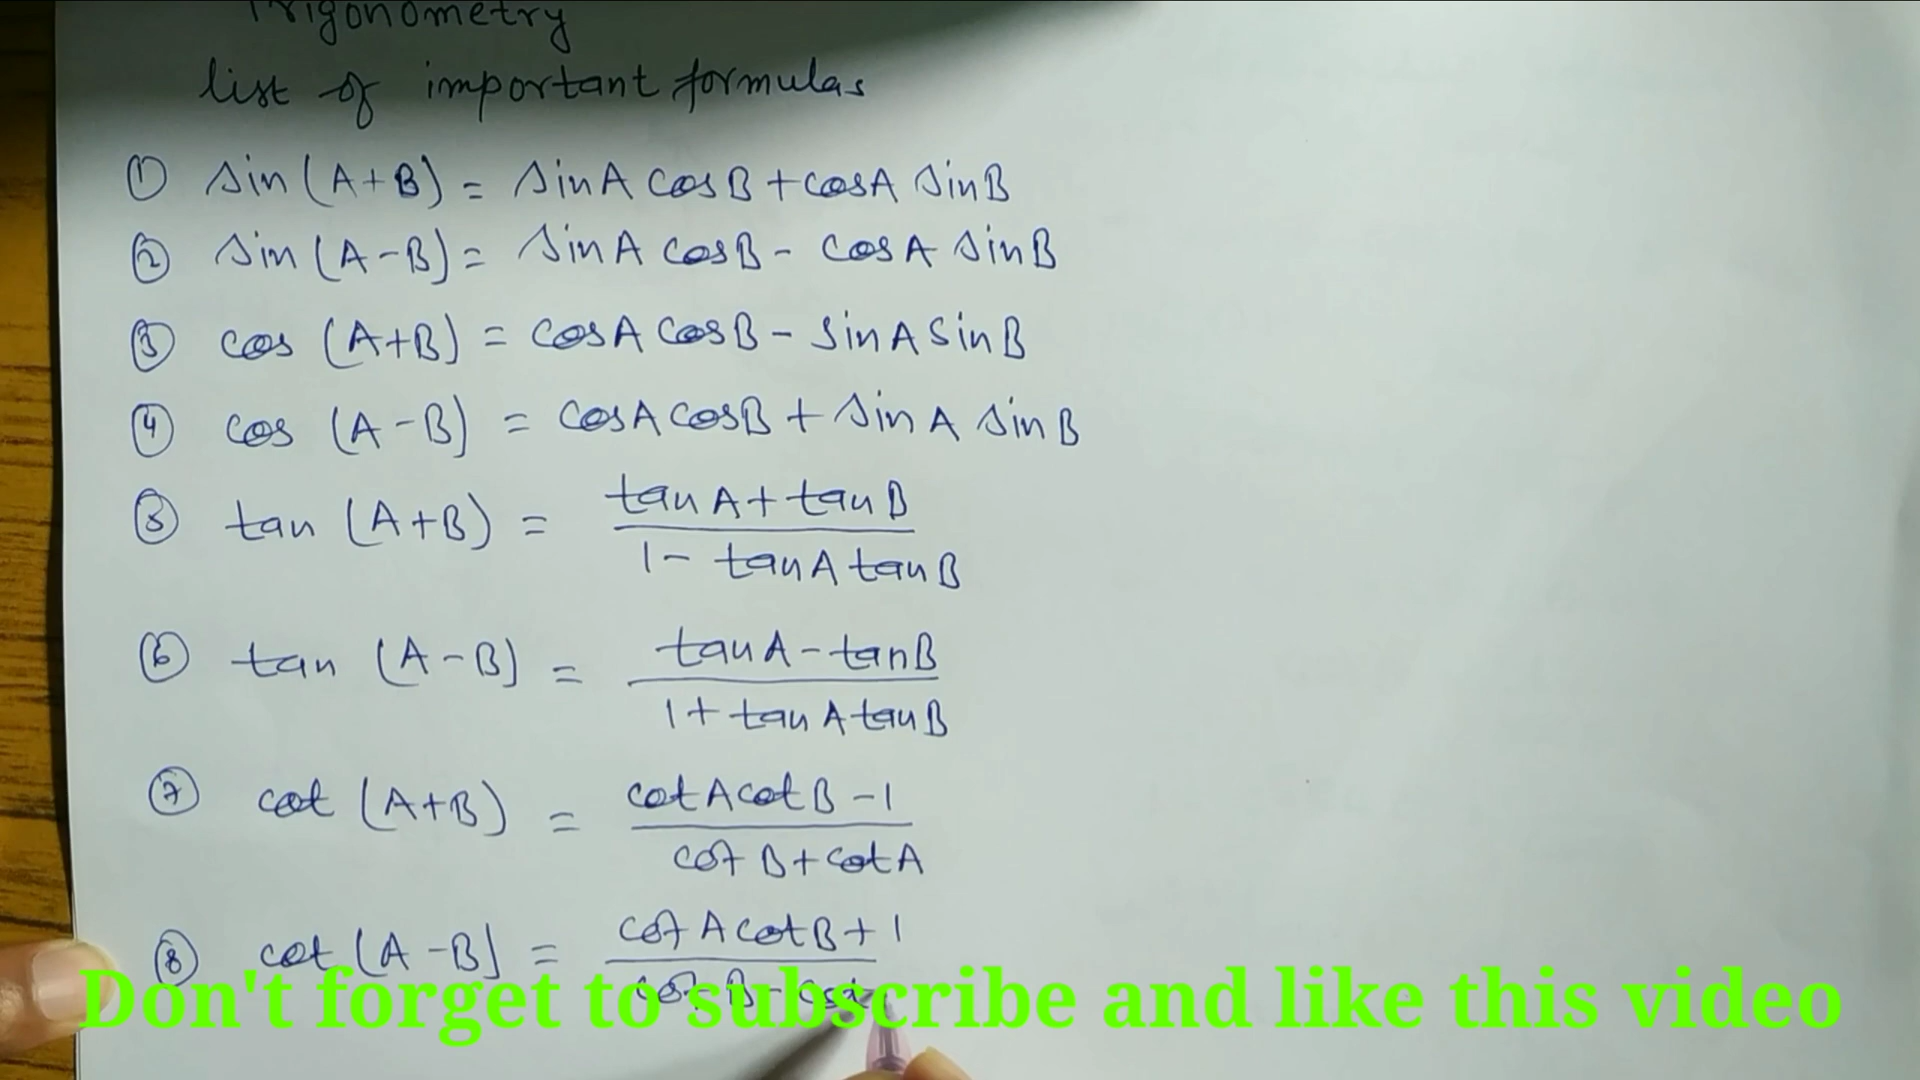 Trigonometry
list of important formulas
① sin (A+B) = sinA cosB + cosA sinB
② sin (A-B) = sinA cosB - cosA sinB
③ cos (A+B) = cosA cosB - sinA sinB
④ cos (A-B) = cosA cosB + sinA sinB
⑤ tan (A+B) = tanA + tanB
1 - tanA tanB
⑥ tan (A-B) = tanA - tanB
1 + tanA tanB
⑦ cot (A+B) = cotA cotB - 1
cotB + cotA
⑧ cot (A-B) = cotA cotB + 1
cot B - cot
Don't forget to subscribe and like this video